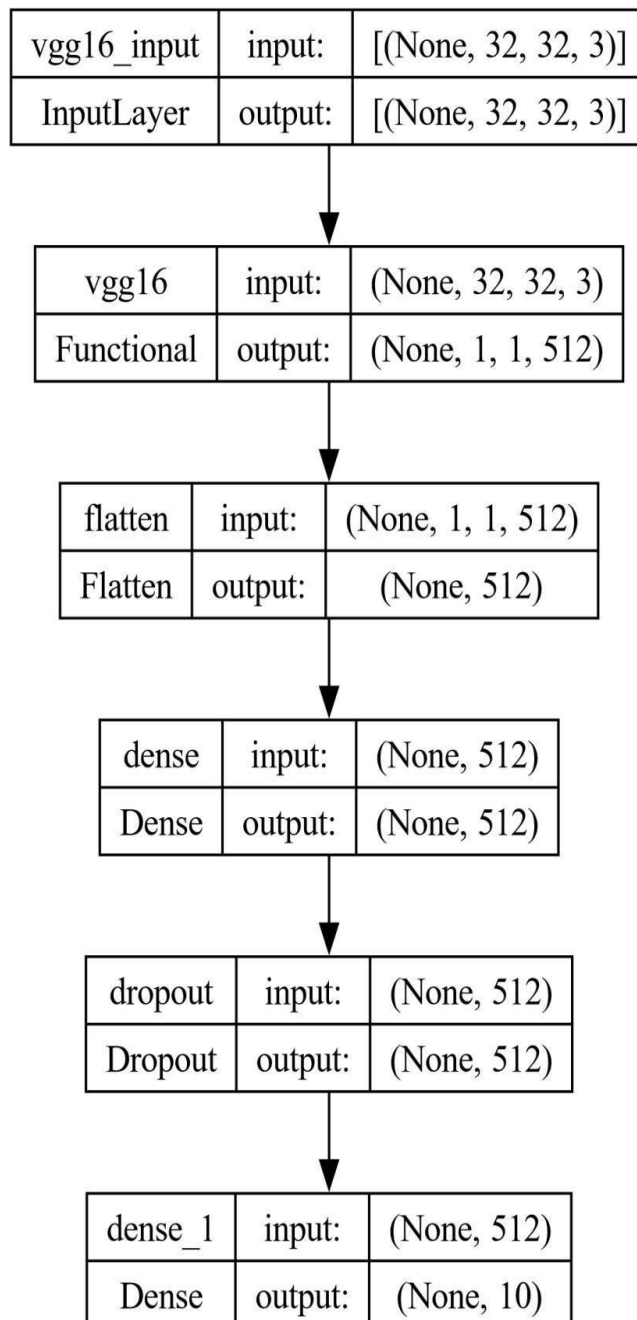 vgg16_input input: [(None, 32, 32, 3)]
InputLayer output: [(None, 32, 32, 3)]
vgg16 input: (None, 32, 32, 3)
Functional output: (None, 1, 1, 512)
flatten input: (None, 1, 1, 512)
Flatten output: (None, 512)
dense input: (None, 512)
Dense output: (None, 512)
dropout input: (None, 512)
Dropout output: (None, 512)
dense_1 input: (None, 512)
Dense output: (None, 10)